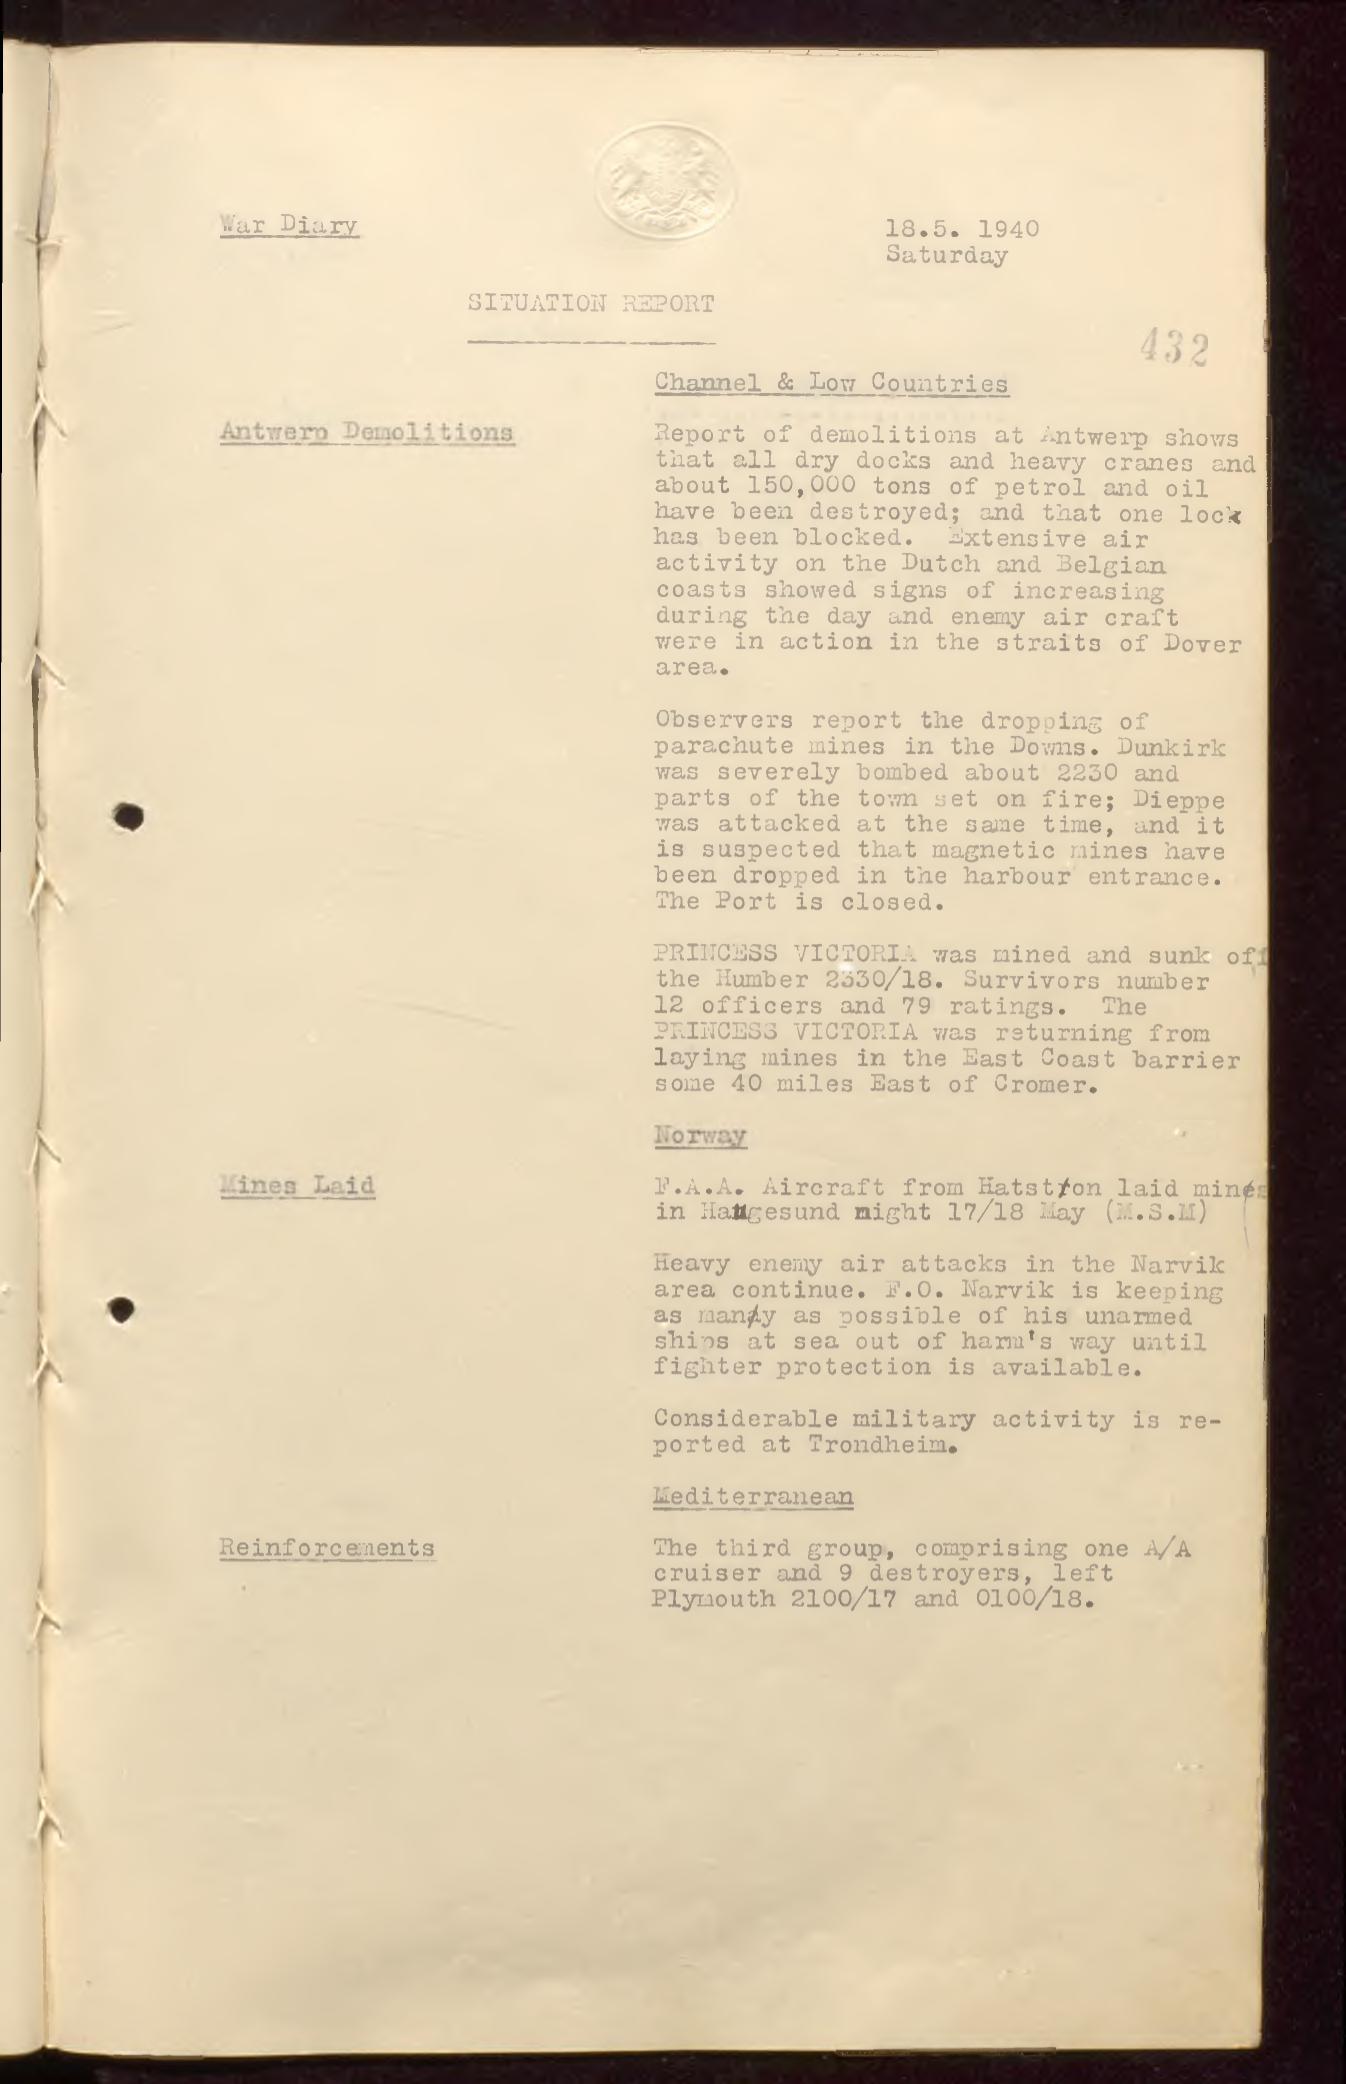 War Diary
18.5. 1940
Saturday
SITUATION REPORT
432
Channel & Low Countries
Antwerp Demolitions
Report of demolitions at Antwerp shows
that all dry docks and heavy cranes and
about 150,000 tons of petrol and oil
have been destroyed; and that one lock
has been blocked. Extensive air
activity on the Dutch and Belgian
coasts showed signs of increasing
during the day and enemy air craft
were in action in the straits of Dover
area.
Observers report the dropping of
parachute mines in the Downs. Dunkirk
was severely bombed about 2230 and
parts of the town set on fire; Dieppe
was attacked at the same time, and it
is suspected that magnetic mines have
been dropped in the harbour entrance.
The Port is closed.
PRINCESS VICTORIA was mined and sunk off
the Humber 2330/18. Survivors number
12 officers and 79 ratings. The
PRINCESS VICTORIA was returning from
laying mines in the East Coast barrier
some 40 miles East of Cromer.
Norway
Mines Laid
F.A.A. Aircraft from Hatston laid mines
in Haugesund night 17/18 May (M.S.M)
Heavy enemy air attacks in the Narvik
area continue. F.O. Narvik is keeping
as many as possible of his unarmed
ships at sea out of harm's way until
fighter protection is available.
Considerable military activity is re-
ported at Trondheim.
Mediterranean
Reinforcements
The third group, comprising one A/A
cruiser and 9 destroyers, left
Plymouth 2100/17 and 0100/18.